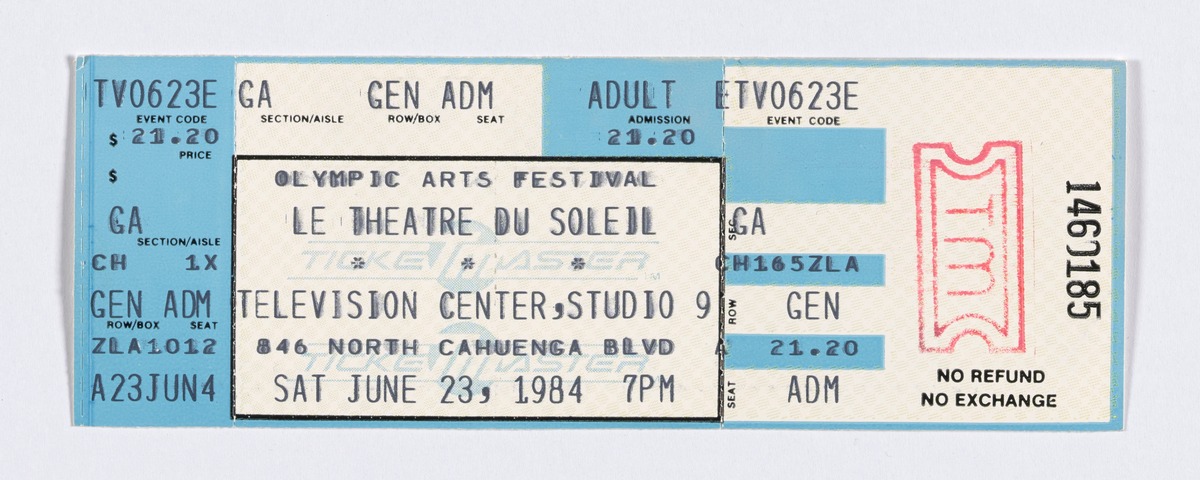 TV0623E
EVENT CODE
$ 21.20
PRICE
$
GA
SECTION/AISLE
CH 1X
GEN ADM
ROW/BOX SEAT
ZLA1012
A23JUN4
GA GEN ADM ADULT
SECTION/AISLE ROW/BOX SEAT ADMISSION
21.20
OLYMPIC ARTS FESTIVAL
LE THEATRE DU SOLEIL
TICKETMASTER TM
* * *
TELEVISION CENTER,STUDIO 9
846 NORTH CAHUENGA BLVD
TICKETMASTER
SAT JUNE 23, 1984 7PM
ETV0623E
EVENT CODE
SEC.
GA
CH165ZLA
ROW
GEN
A 21.20
SEAT
ADM
TM
NO REFUND
NO EXCHANGE
1460185